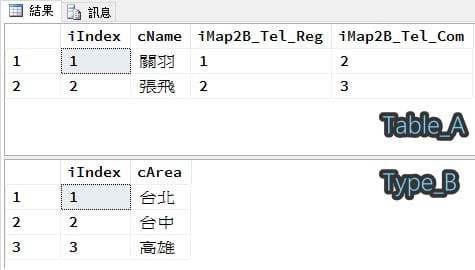 結果 訊息
iIndex cName iMap2B_Tel_Reg iMap2B_Tel_Com
1 1 關羽 1 2
2 2 張飛 2 3
Table_A
iIndex cArea
Type_B
1 1 台北
2 2 台中
3 3 高雄